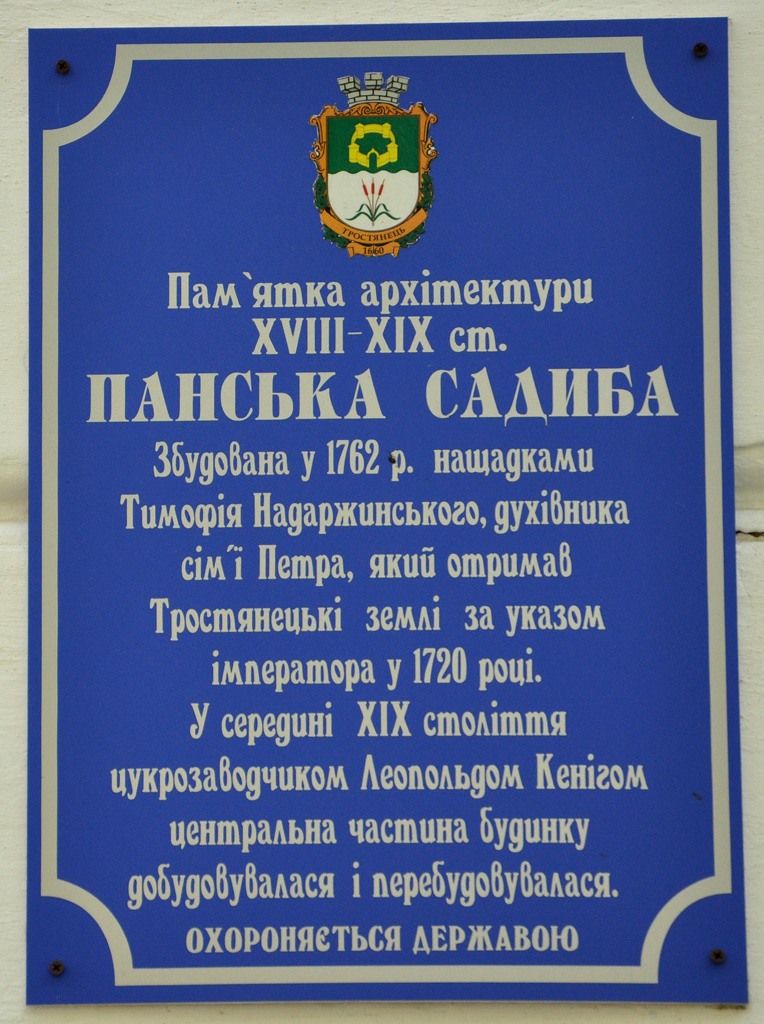 ТРОСТЯНЕЦЬ
1660
Пам`ятка архітектури
XVIII-XIX ст.
ПАНСЬКА САДИБА
Збудована у 1762 р. нащадками
Тимофія Надаржинського, духівника
сім´ї Петра, який отримав
Тростянецькі землі за указом
імператора у 1720 році.
У середині XIX століття
цукрозаводчиком Леопольдом Кенігом
центральна частина будинку
добудовувалася і перебудовувалася.
ОХОРОНЯЄТЬСЯ ДЕРЖАВОЮ